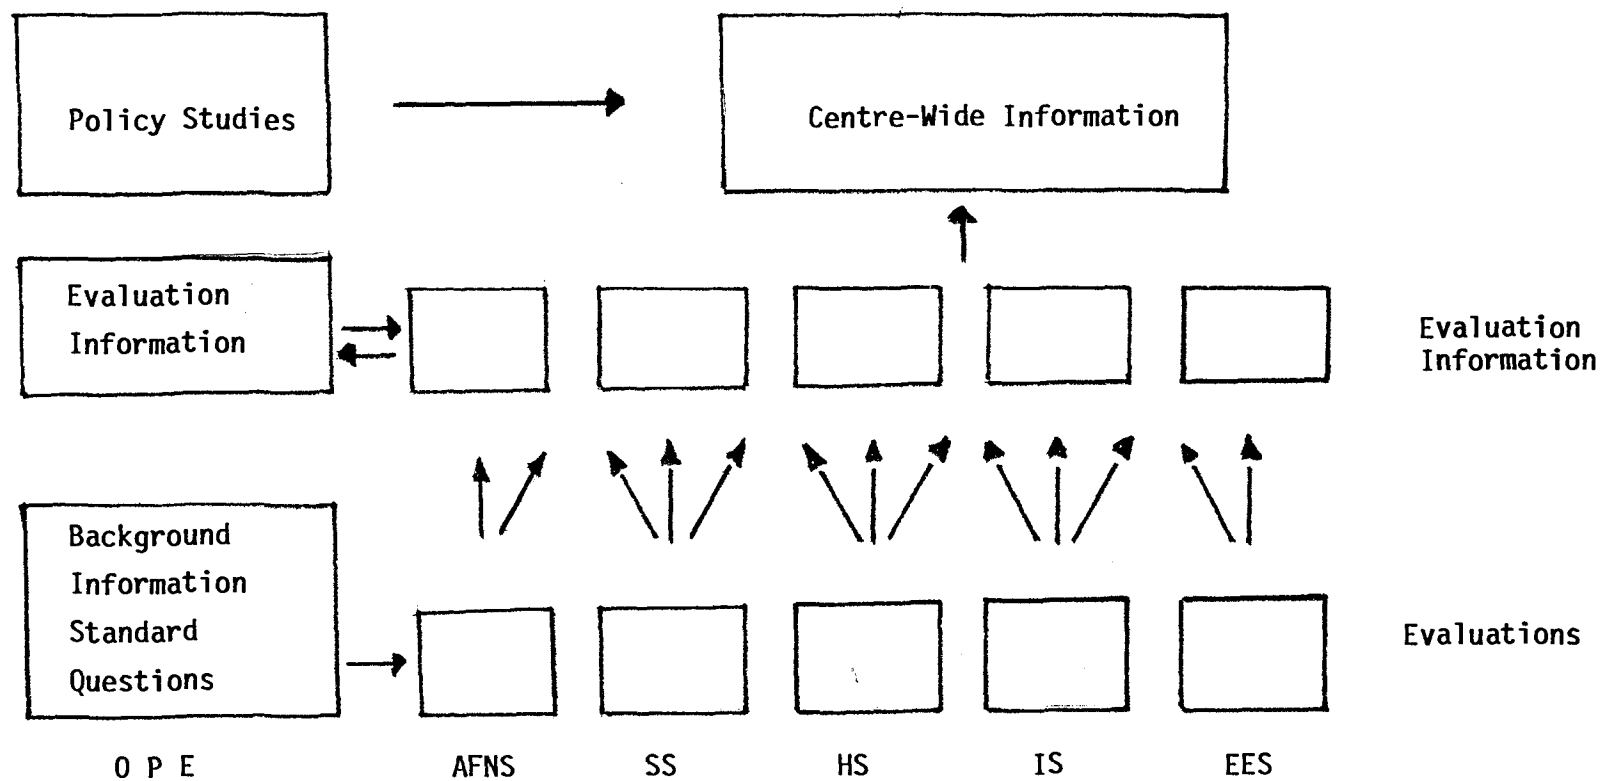 Policy Studies
Centre-Wide Information
Evaluation
Information
Evaluation
Information
Background
Information
Standard
Questions
Evaluations
O P E
AFNS
SS
HS
IS
EES